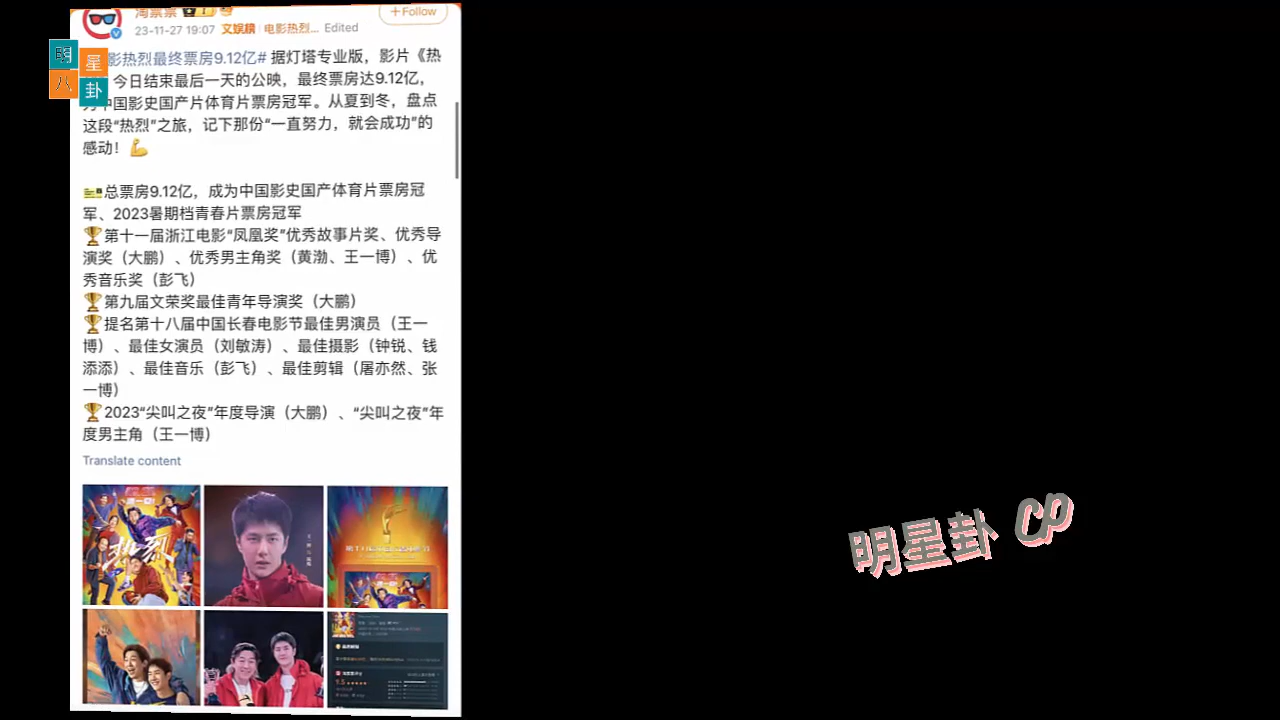 淘票票
+Follow
23-11-27 19:07 文娱榜 电影热烈... Edited
明
星
八
卦
影热烈最终票房9.12亿# 据灯塔专业版，影片《热
今日结束最后一天的公映，最终票房达9.12亿，
中国影史国产片体育片票房冠军。从夏到冬，盘点
这段“热烈”之旅，记下那份“一直努力，就会成功”的
感动！💪
总票房9.12亿，成为中国影史国产体育片票房冠
军、2023暑期档青春片票房冠军
🏆第十一届浙江电影“凤凰奖”优秀故事片奖、优秀导
演奖（大鹏）、优秀男主角奖（黄渤、王一博）、优
秀音乐奖（彭飞）
🏆第九届文荣奖最佳青年导演奖（大鹏）
🏆提名第十八届中国长春电影节最佳男演员（王一
博）、最佳女演员（刘敏涛）、最佳摄影（钟锐、钱
添添）、最佳音乐（彭飞）、最佳剪辑（屠亦然、张
一博）
🏆2023“尖叫之夜”年度导演（大鹏）、“尖叫之夜”年
度男主角（王一博）
Translate content
热烈
明星卦 cp